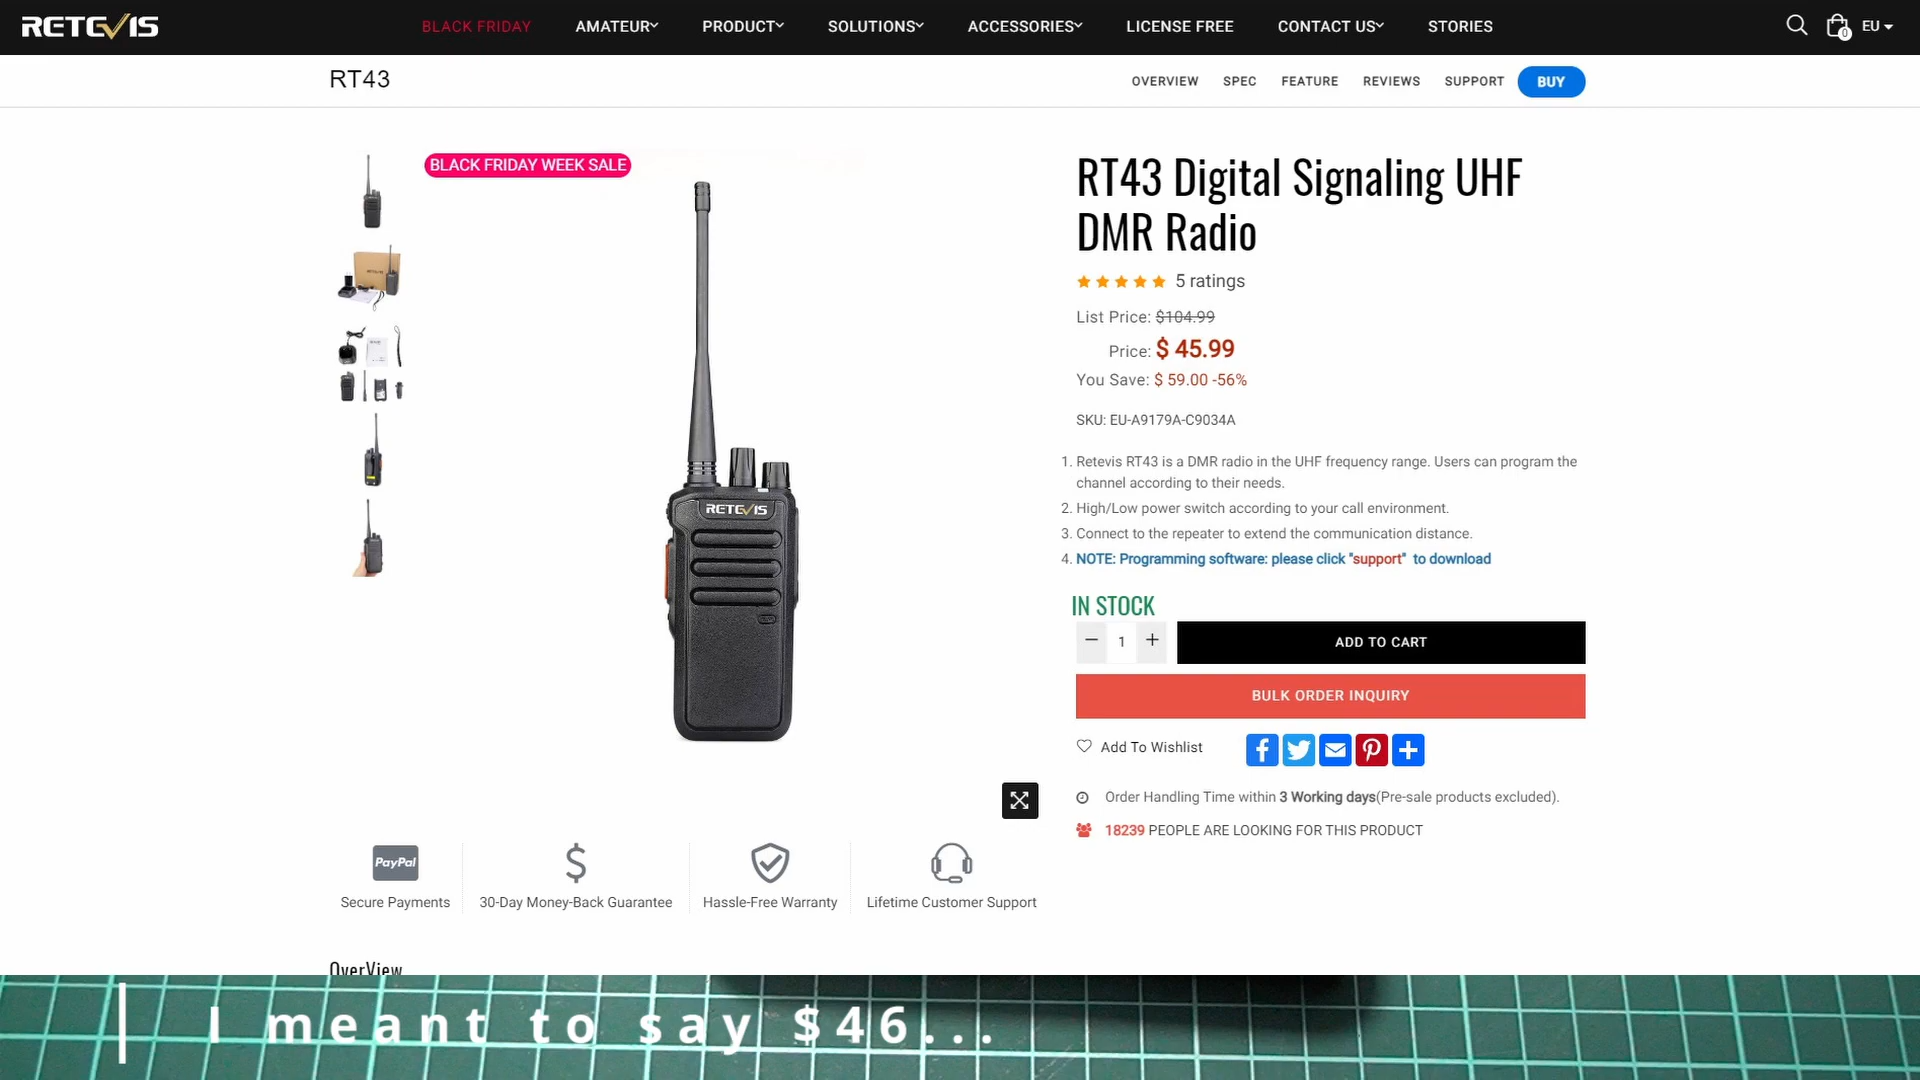 RETEVIS
BLACK FRIDAY
AMATEUR
PRODUCT
SOLUTIONS
ACCESSORIES
LICENSE FREE
CONTACT US
STORIES
0
EU
RT43
OVERVIEW
SPEC
FEATURE
REVIEWS
SUPPORT
BUY
BLACK FRIDAY WEEK SALE
RETEVIS
RT43 Digital Signaling UHF
DMR Radio
5 ratings
List Price: $104.99
Price: $ 45.99
You Save: $ 59.00 -56%
SKU: EU-A9179A-C9034A
1. Retevis RT43 is a DMR radio in the UHF frequency range. Users can program the
channel according to their needs.
2. High/Low power switch according to your call environment.
3. Connect to the repeater to extend the communication distance.
4. NOTE: Programming software: please click "support" to download
IN STOCK
− 1 +
ADD TO CART
BULK ORDER INQUIRY
Add To Wishlist
Order Handling Time within 3 Working days(Pre-sale products excluded).
18239 PEOPLE ARE LOOKING FOR THIS PRODUCT
PayPal
Secure Payments
30-Day Money-Back Guarantee
Hassle-Free Warranty
Lifetime Customer Support
OverView
I meant to say $46...